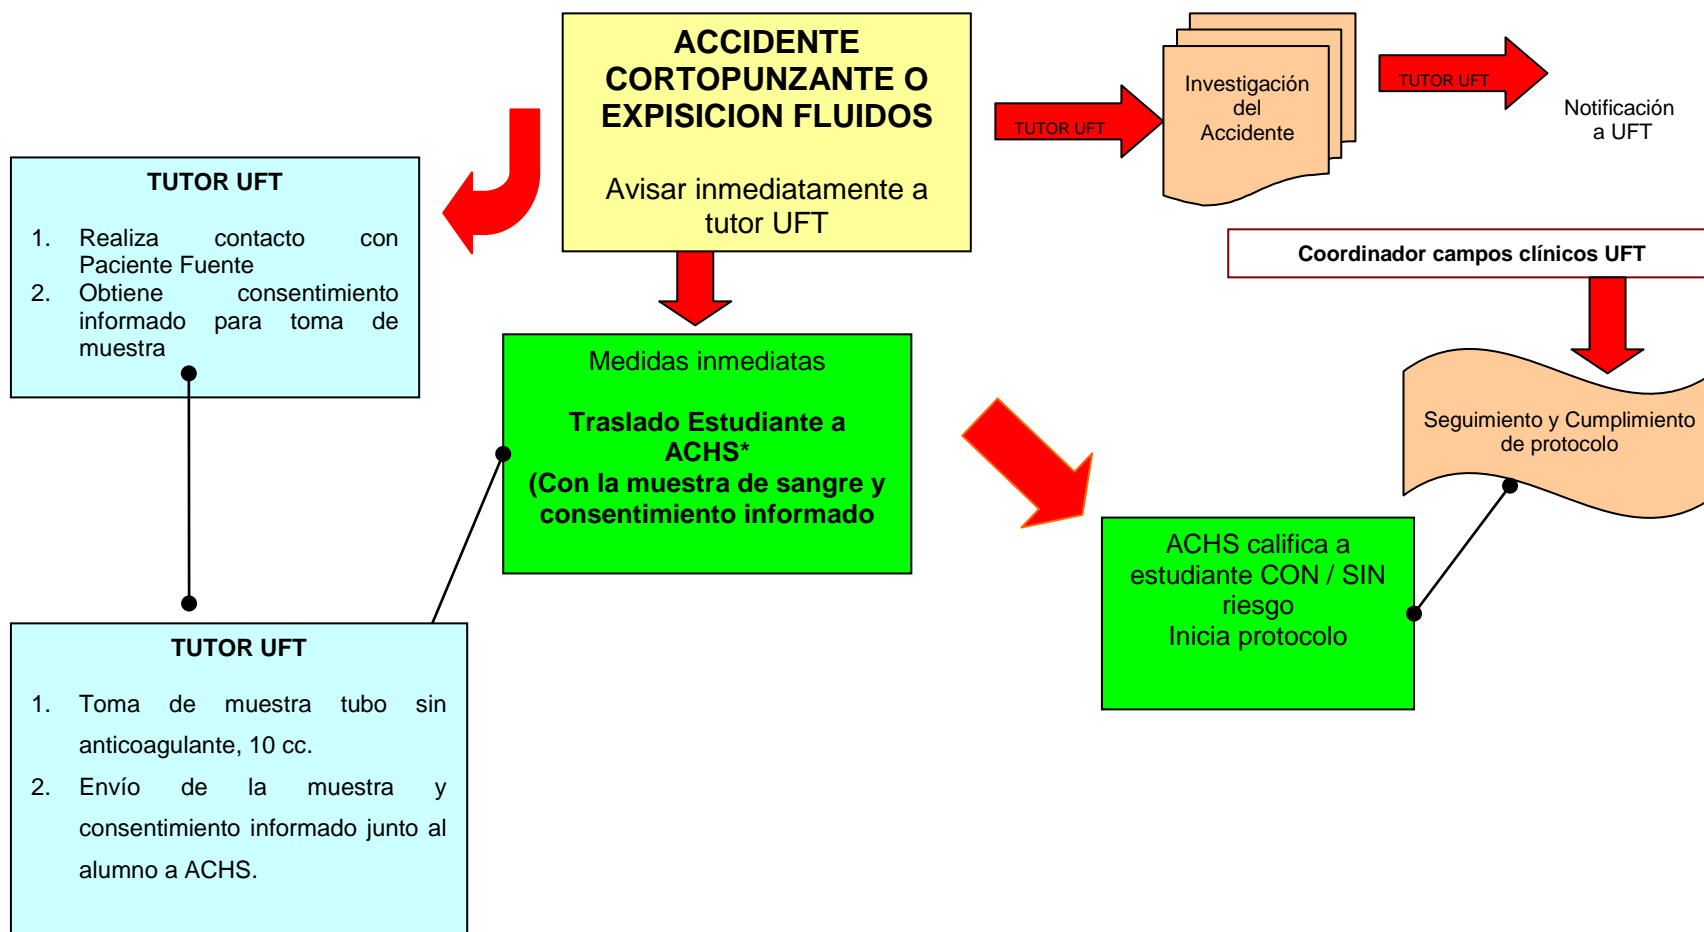 ACCIDENTE
CORTOPUNZANTE O
EXPISICION FLUIDOS
Avisar inmediatamente a
tutor UFT
TUTOR UFT
Investigación
del
Accidente
TUTOR UFT
Notificación
a UFT
TUTOR UFT
1. Realiza contacto con
Paciente Fuente
2. Obtiene consentimiento
informado para toma de
muestra
Coordinador campos clínicos UFT
Medidas inmediatas
Traslado Estudiante a
ACHS*
(Con la muestra de sangre y
consentimiento informado
Seguimiento y Cumplimiento
de protocolo
ACHS califica a
estudiante CON / SIN
riesgo
Inicia protocolo
TUTOR UFT
1. Toma de muestra tubo sin
anticoagulante, 10 cc.
2. Envío de la muestra y
consentimiento informado junto al
alumno a ACHS.